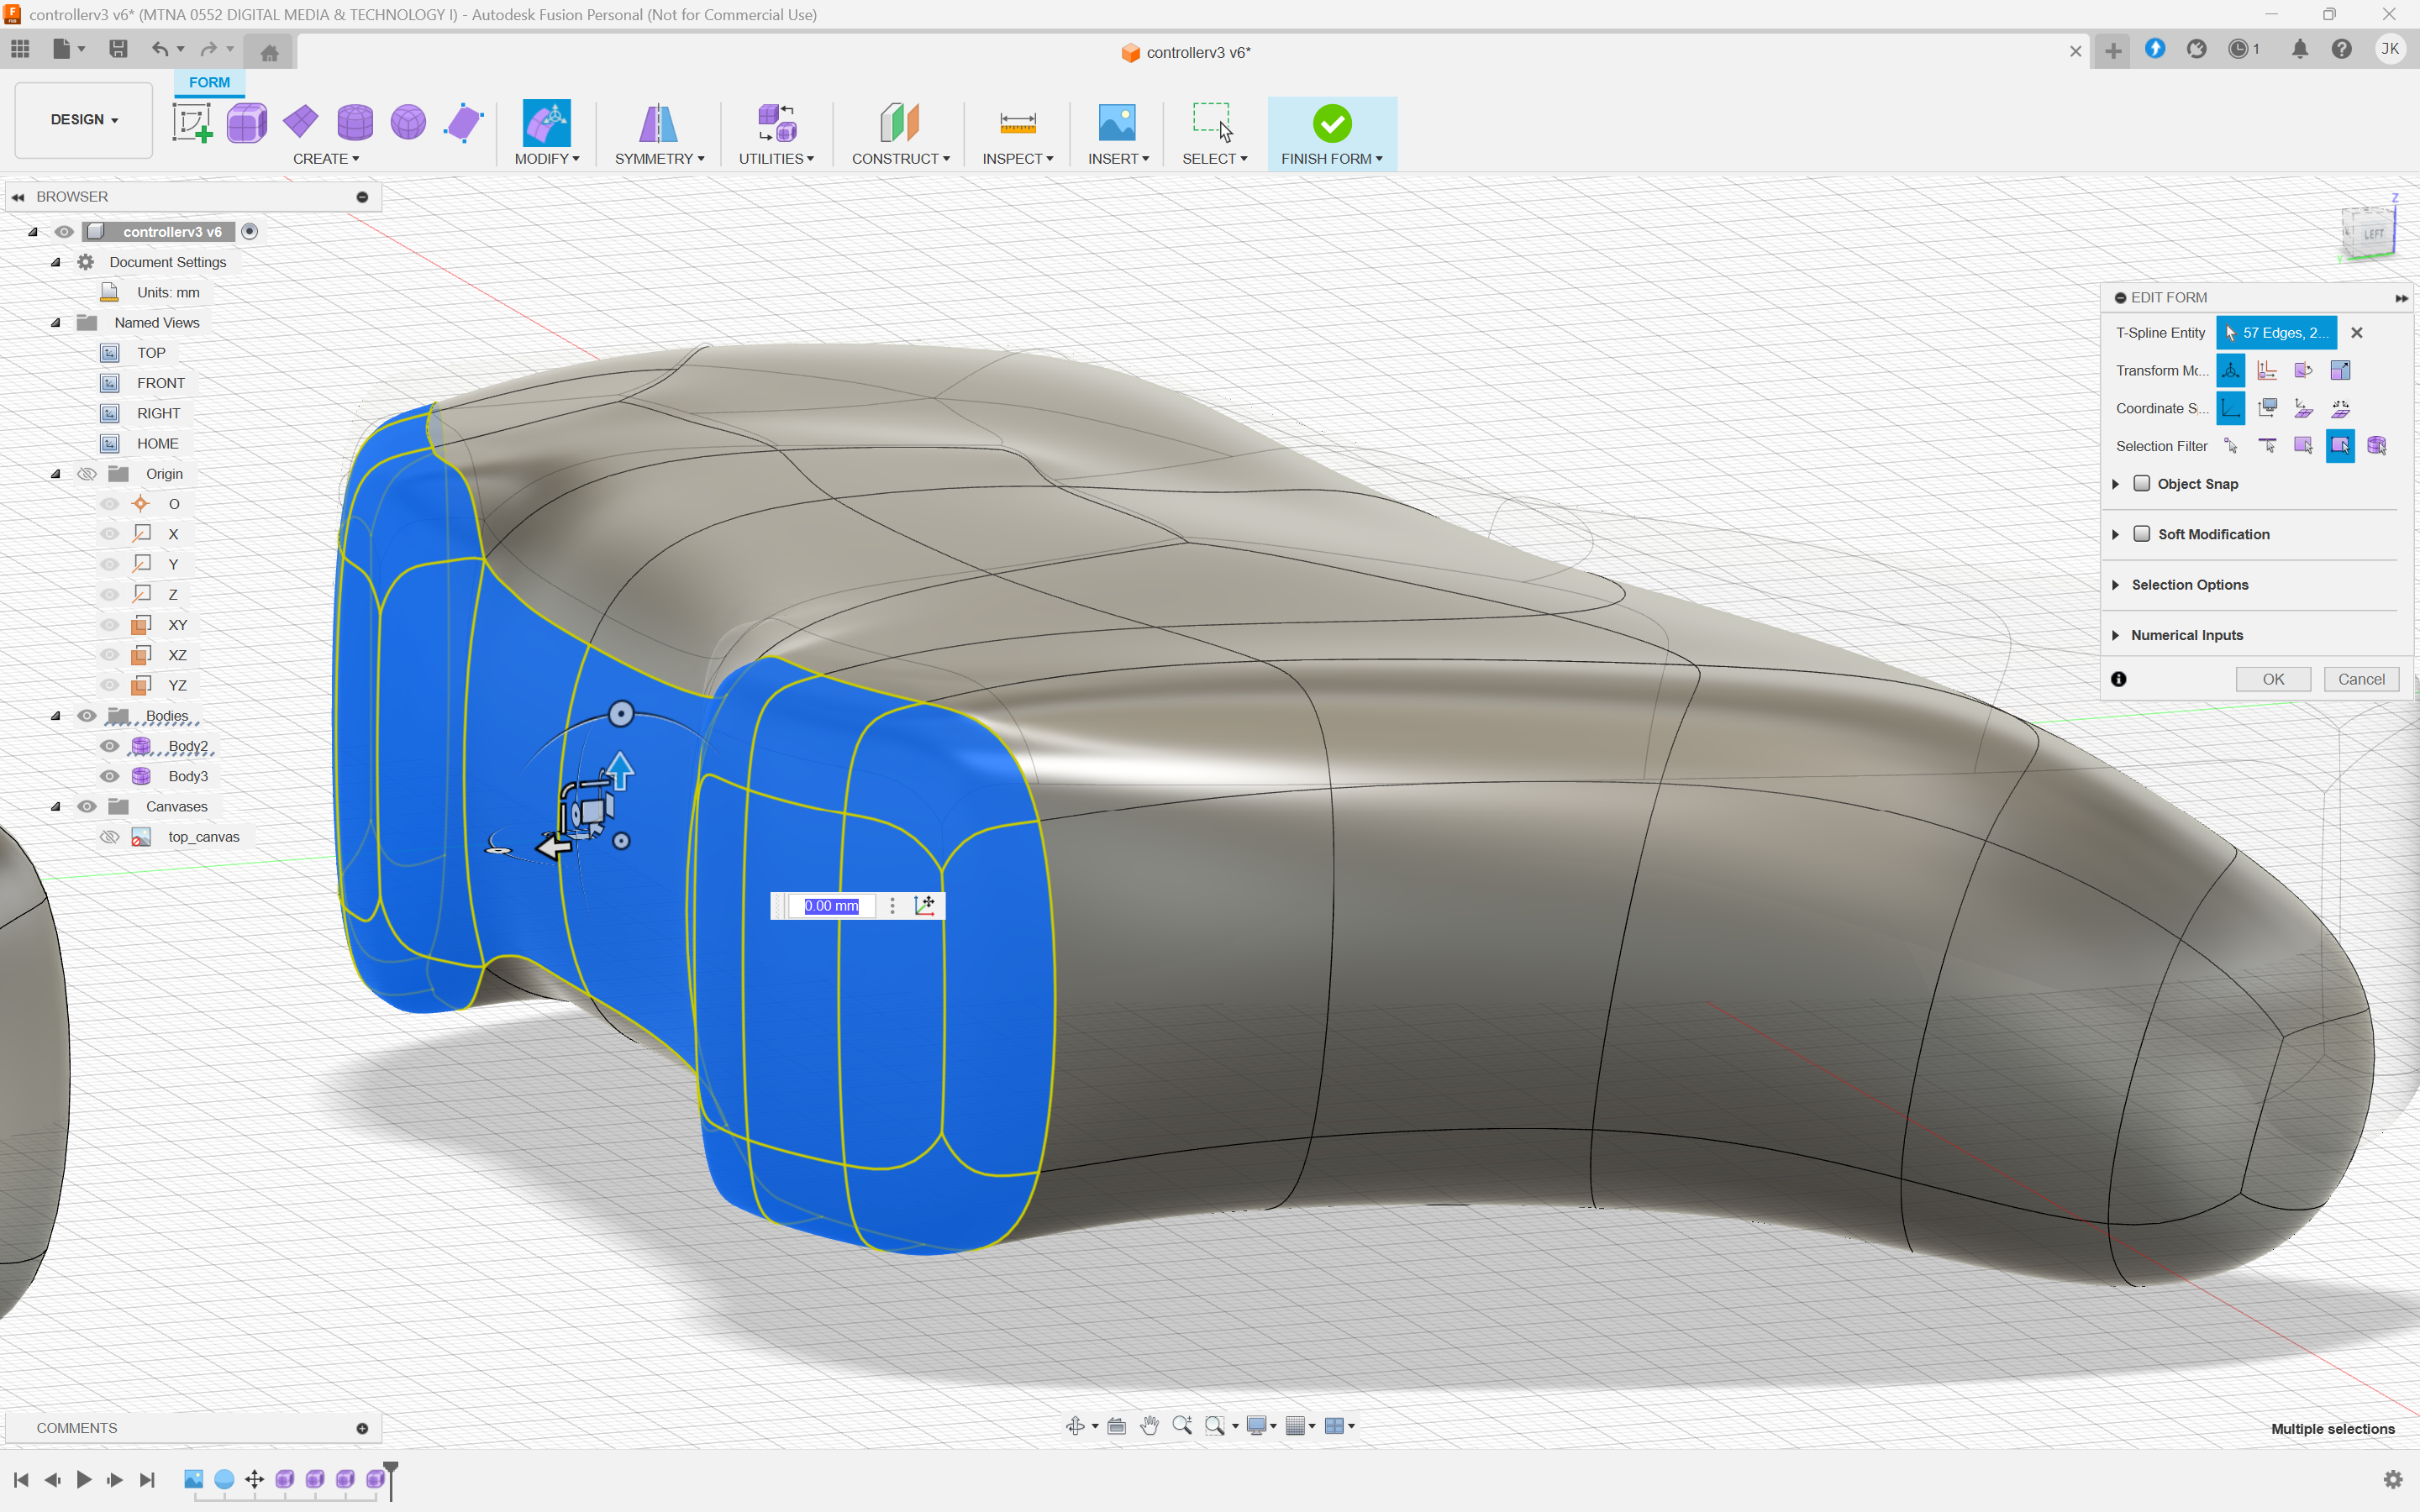 controllerv3 v6* (MTNA 0552 DIGITAL MEDIA & TECHNOLOGY I) - Autodesk Fusion Personal (Not for Commercial Use)
controllerv3 v6*
1
JK
FORM
DESIGN
CREATE
MODIFY
SYMMETRY
UTILITIES
CONSTRUCT
INSPECT
INSERT
SELECT
FINISH FORM
BROWSER
controllerv3 v6
Document Settings
Units: mm
Named Views
TOP
FRONT
RIGHT
HOME
Origin
O
X
Y
Z
XY
XZ
YZ
Bodies
Body2
Body3
Canvases
top_canvas
Z
LEFT
Y
EDIT FORM
T-Spline Entity
57 Edges, 2...
Transform Mo...
Coordinate S...
Selection Filter
Object Snap
Soft Modification
Selection Options
Numerical Inputs
OK
Cancel
0.00 mm
COMMENTS
Multiple selections